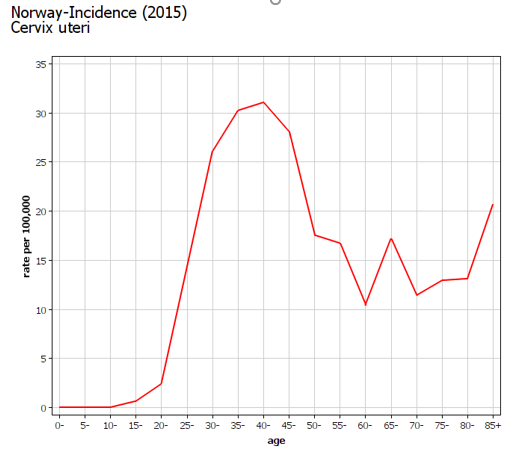 Norway-Incidence (2015)
Cervix uteri
35
30
25
20
15
10
5
0
rate per 100,000
0- 5- 10- 15- 20- 25- 30- 35- 40- 45- 50- 55- 60- 65- 70- 75- 80- 85+
age